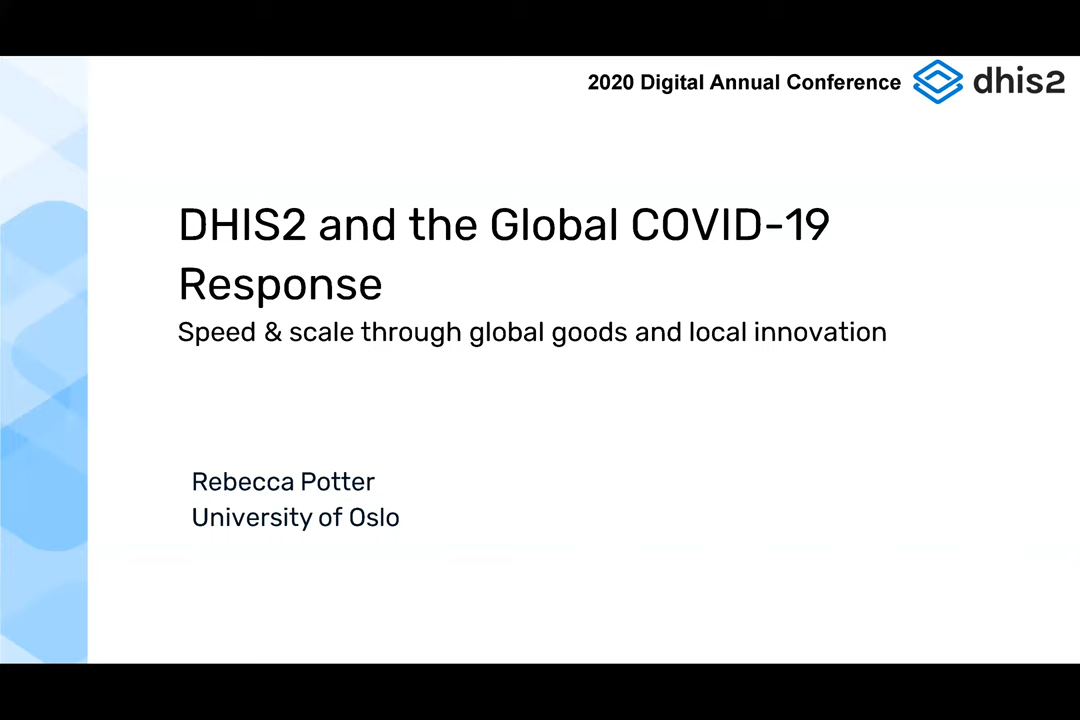 2020 Digital Annual Conference dhis2
DHIS2 and the Global COVID-19
Response
Speed & scale through global goods and local innovation
Rebecca Potter
University of Oslo